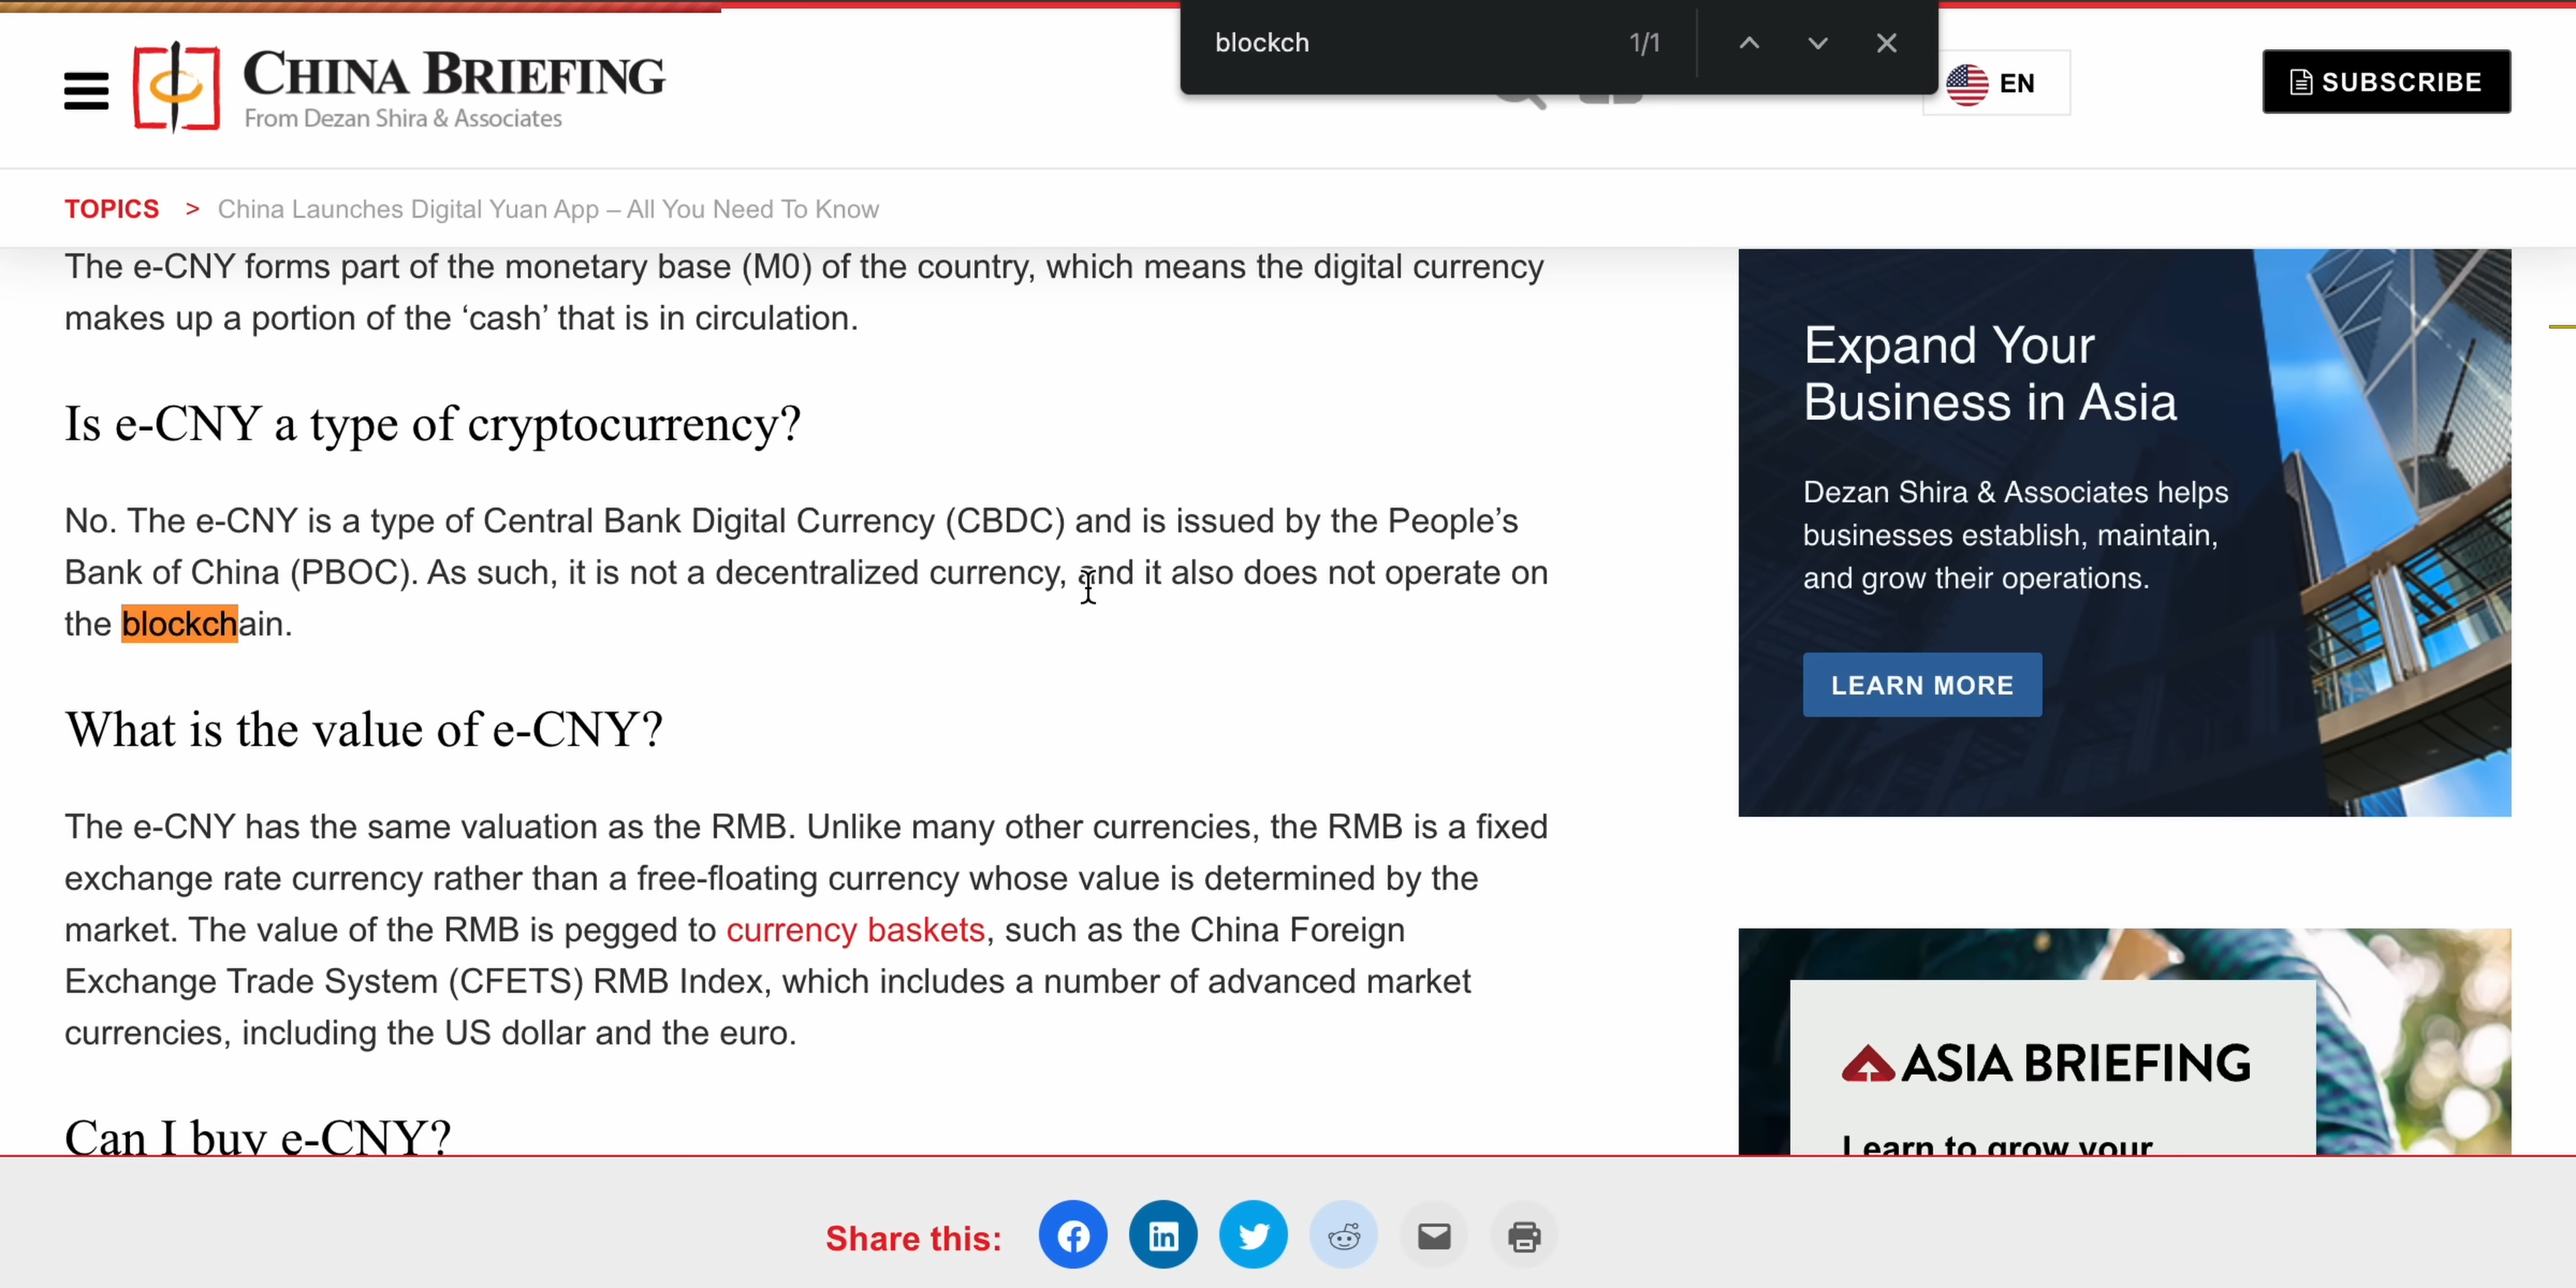 blockch
1/1
CHINA BRIEFING
From Dezan Shira & Associates
EN
SUBSCRIBE
TOPICS > China Launches Digital Yuan App – All You Need To Know
The e-CNY forms part of the monetary base (M0) of the country, which means the digital currency
makes up a portion of the ‘cash’ that is in circulation.
Is e-CNY a type of cryptocurrency?
No. The e-CNY is a type of Central Bank Digital Currency (CBDC) and is issued by the People’s
Bank of China (PBOC). As such, it is not a decentralized currency, and it also does not operate on
the blockchain.
What is the value of e-CNY?
The e-CNY has the same valuation as the RMB. Unlike many other currencies, the RMB is a fixed
exchange rate currency rather than a free-floating currency whose value is determined by the
market. The value of the RMB is pegged to currency baskets, such as the China Foreign
Exchange Trade System (CFETS) RMB Index, which includes a number of advanced market
currencies, including the US dollar and the euro.
Can I buy e-CNY?
Expand Your
Business in Asia
Dezan Shira & Associates helps
businesses establish, maintain,
and grow their operations.
LEARN MORE
ASIA BRIEFING
Learn to grow your
Share this: